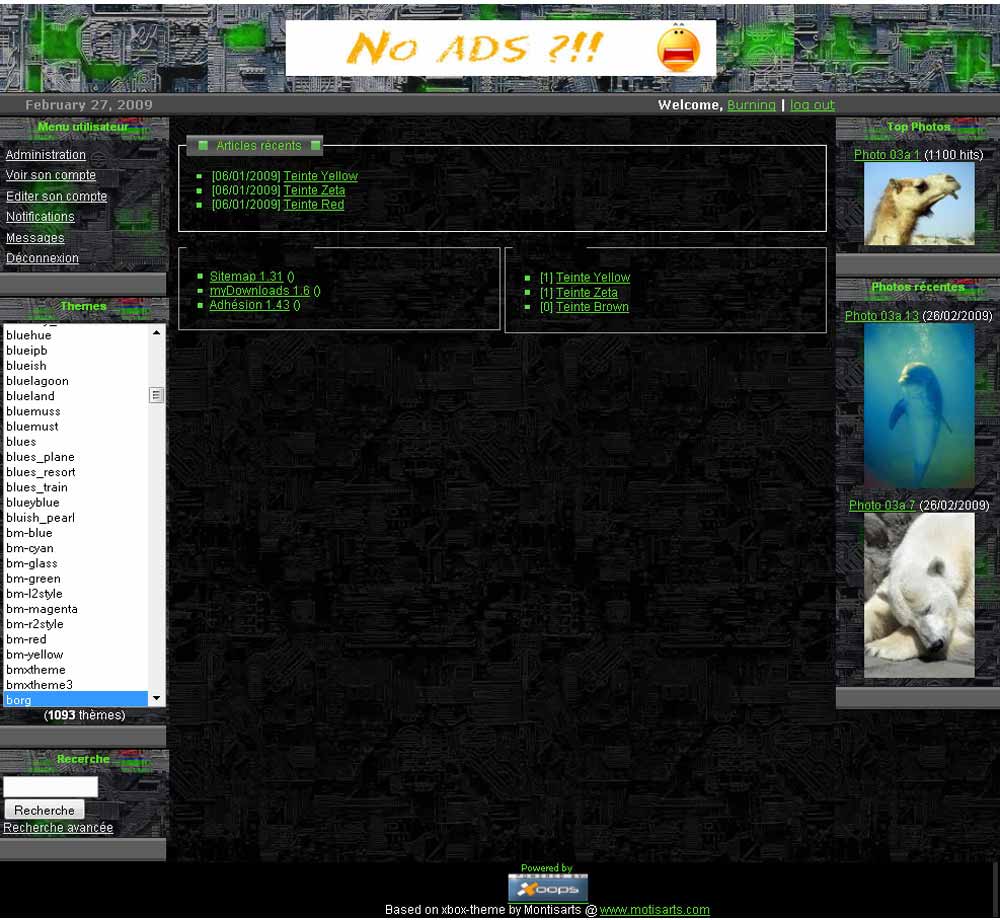 No ADS ?!!
February 27, 2009
Welcome, Burning | log out
Menu utilisateur
Administration
Voir son compte
Editer son compte
Notifications
Messages
Déconnexion
Themes
bluehue
blueipb
blueish
bluelagoon
blueland
bluemuss
bluemust
blues
blues_plane
blues_resort
blues_train
blueyblue
bluish_pearl
bm-blue
bm-cyan
bm-glass
bm-green
bm-l2style
bm-magenta
bm-r2style
bm-red
bm-yellow
bmxtheme
bmxtheme3
borg
(1093 thèmes)
Recerche
Recherche
Recherche avancée
Articles récents
[06/01/2009] Teinte Yellow
[06/01/2009] Teinte Zeta
[06/01/2009] Teinte Red
Sitemap 1.31 ()
myDownloads 1.6 ()
Adhésion 1.43 ()
[1] Teinte Yellow
[1] Teinte Zeta
[0] Teinte Brown
Top Photos
Photo 03a 1 (1100 hits)
Photos récentes
Photo 03a 13 (26/02/2009)
Photo 03a 7 (26/02/2009)
Powered by
POWERED BY
Xoops
Based on xbox-theme by Montisarts @ www.motisarts.com